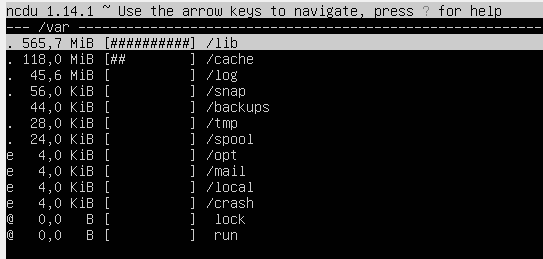 ncdu 1.14.1 ~ Use the arrow keys to navigate, press ? for help
--- /var ----------------------------------------------------------
. 565,7 MiB [##########] /lib
. 118,0 MiB [##        ] /cache
.  45,6 MiB [          ] /log
.  56,0 KiB [          ] /snap
   44,0 KiB [          ] /backups
.  28,0 KiB [          ] /tmp
.  24,0 KiB [          ] /spool
e   4,0 KiB [          ] /opt
e   4,0 KiB [          ] /mail
e   4,0 KiB [          ] /local
e   4,0 KiB [          ] /crash
@   0,0   B [          ]  lock
@   0,0   B [          ]  run